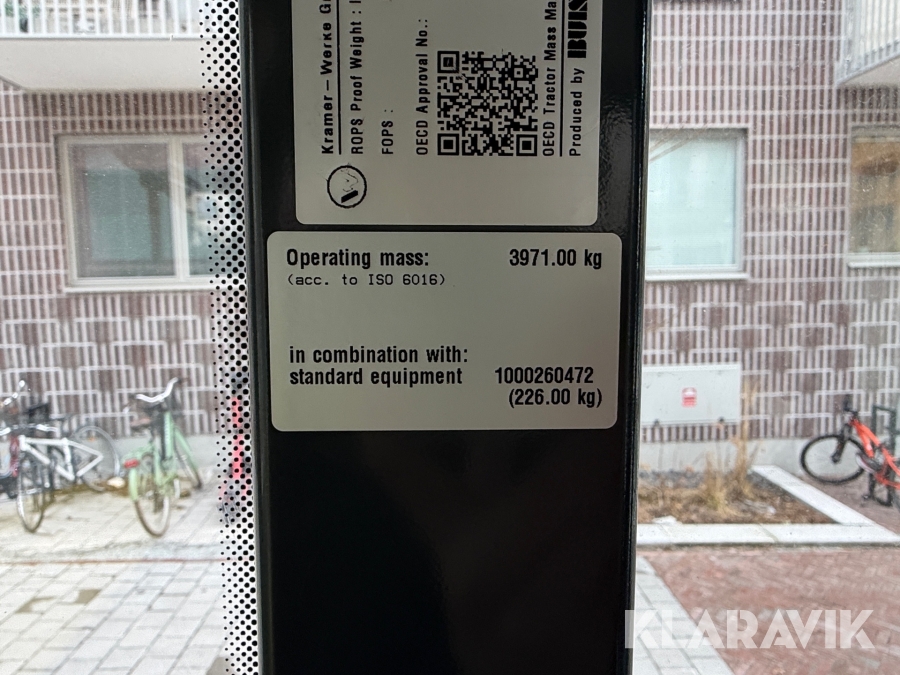 Kramer-Werke G
ROPS Proof Weight :
FOPS :
OECD Approval No.:
OECD Tractor Mass
Produced by
Operating mass: 3971.00 kg
(acc. to ISO 6016)
in combination with:
standard equipment 1000260472
(226.00 kg)
KLARAVIK